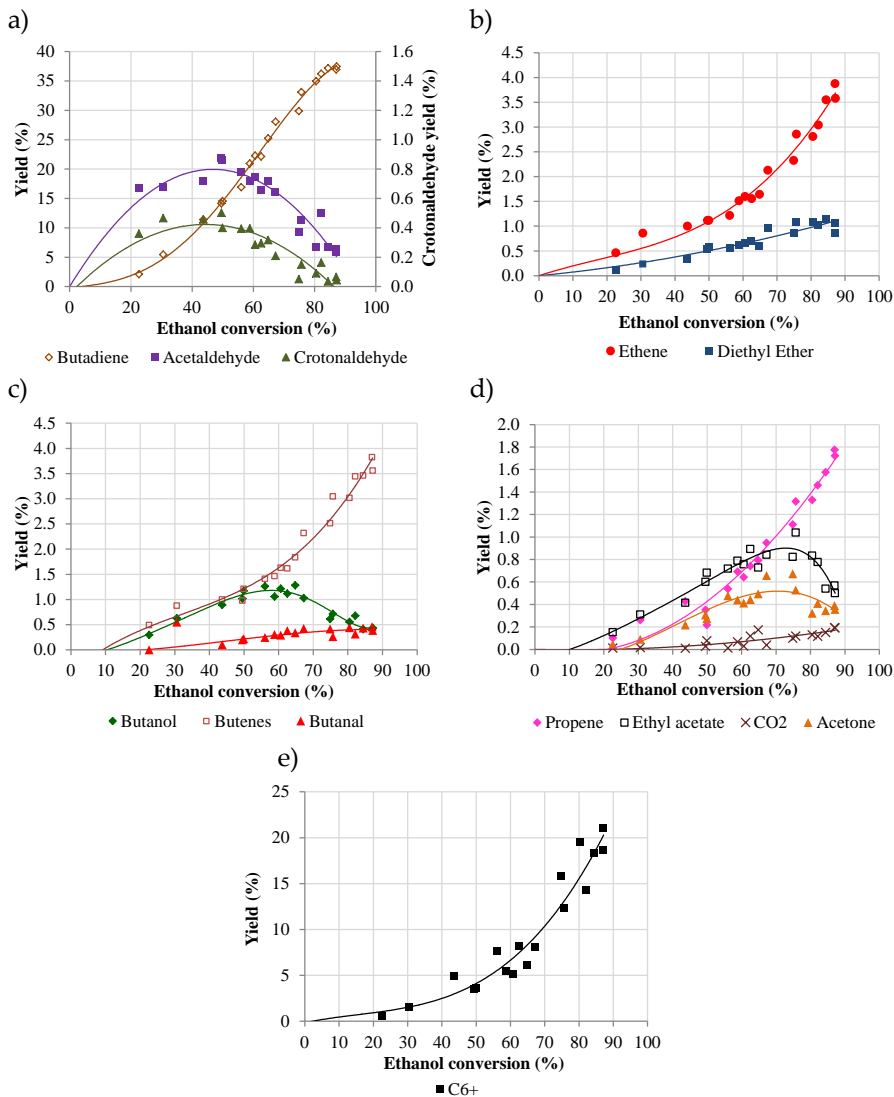 a)
40
35
30
25
20
15
10
5
0
Yield (%)
1.6
1.4
1.2
1.0
0.8
0.6
0.4
0.2
0.0
Crotonaldehyde yield (%)
0 20 40 60 80 100
Ethanol conversion (%)
Butadiene Acetaldehyde Crotonaldehyde
b)
4.5
4.0
3.5
3.0
2.5
2.0
1.5
1.0
0.5
0.0
Yield (%)
0 10 20 30 40 50 60 70 80 90 100
Ethanol conversion (%)
Ethene Diethyl Ether
c)
4.5
4.0
3.5
3.0
2.5
2.0
1.5
1.0
0.5
0.0
Yield (%)
0 10 20 30 40 50 60 70 80 90 100
Ethanol conversion (%)
Butanol Butenes Butanal
d)
2.0
1.8
1.6
1.4
1.2
1.0
0.8
0.6
0.4
0.2
0.0
Yield (%)
0 10 20 30 40 50 60 70 80 90 100
Ethanol conversion (%)
Propene Ethyl acetate CO2 Acetone
e)
25
20
15
10
5
0
Yield (%)
0 10 20 30 40 50 60 70 80 90 100
Ethanol conversion (%)
C6+